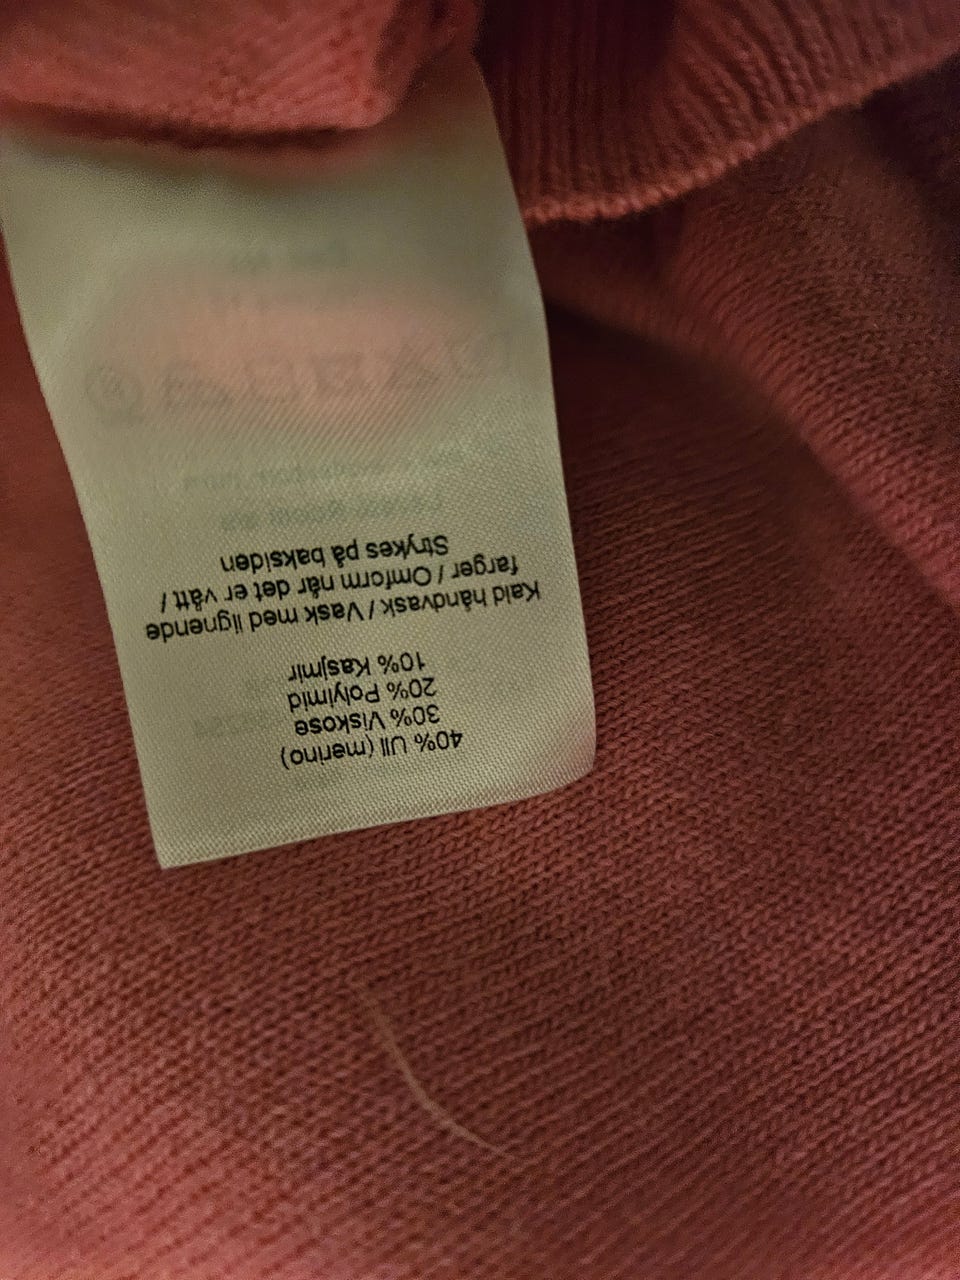 40% Ull (merino)
30% Viskose
20% Polyimid
10% Kasjmir
Kald håndvask / Vask med lignende
farger / Omform når det er vått /
Strykes på baksiden